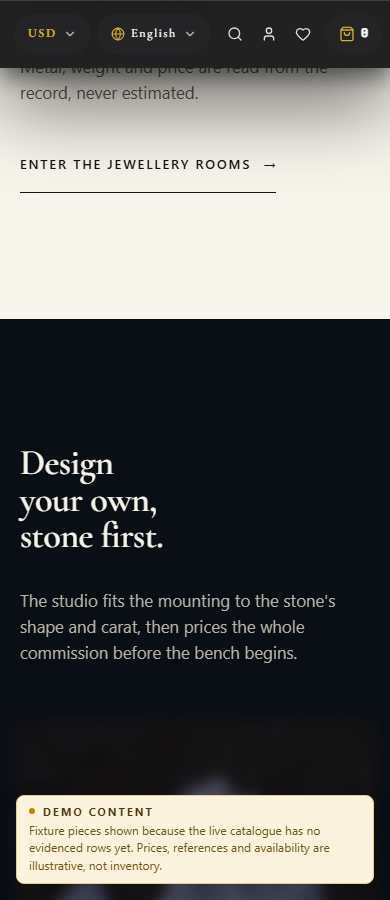 USD
English
0
Metal, weight and price are read from the
record, never estimated.
ENTER THE JEWELLERY ROOMS →
Design
your own,
stone first.
The studio fits the mounting to the stone's
shape and carat, then prices the whole
commission before the bench begins.
DEMO CONTENT
Fixture pieces shown because the live catalogue has no
evidenced rows yet. Prices, references and availability are
illustrative, not inventory.